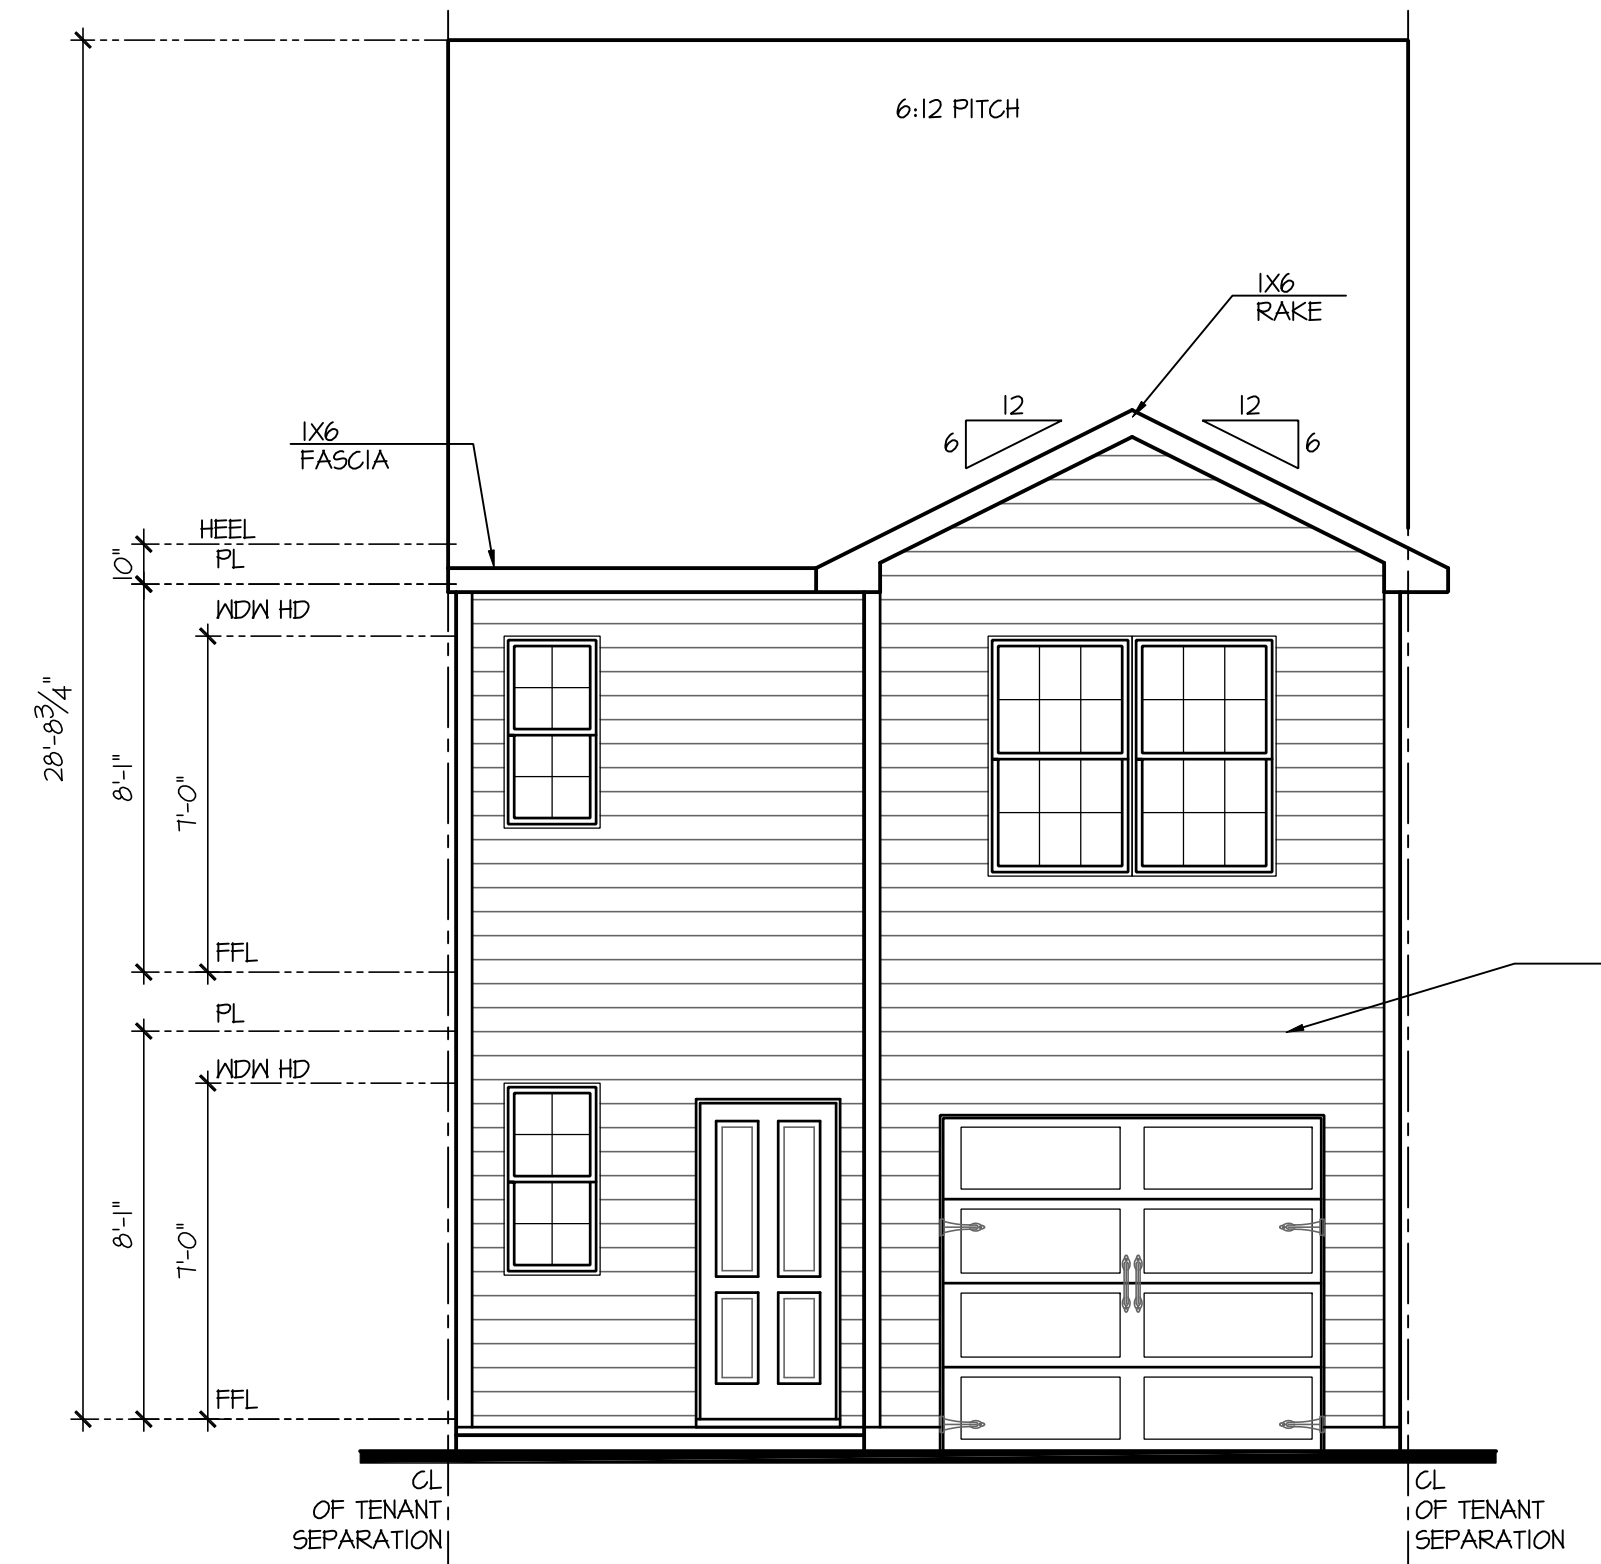 6:12 PITCH
1X6
RAKE
12
6
12
6
1X6
FASCIA
HEEL
PL
10"
WDW HD
28'-83/4"
8'-1"
7'-0"
FFL
PL
WDW HD
8'-1"
7'-0"
FFL
CL
OF TENANT
SEPARATION
CL
OF TENANT
SEPARATION